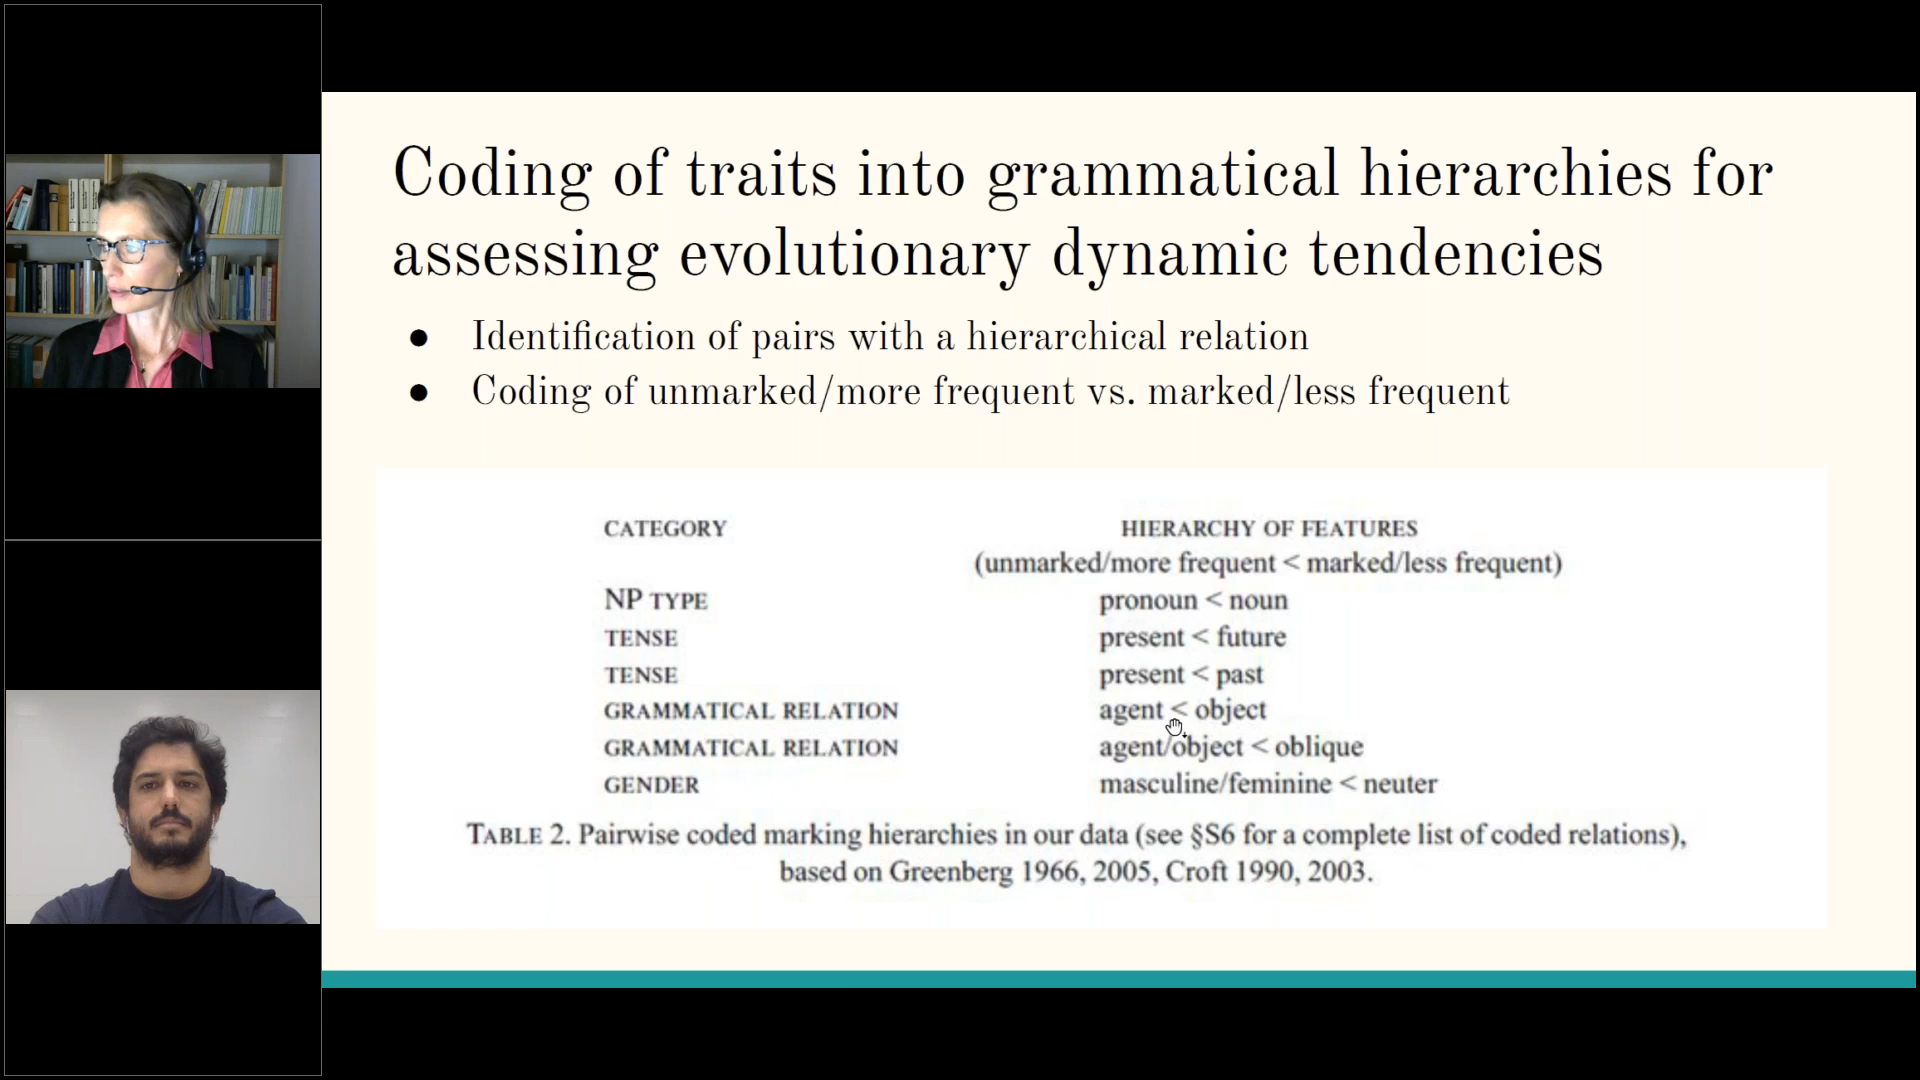 Coding of traits into grammatical hierarchies for
assessing evolutionary dynamic tendencies
● Identification of pairs with a hierarchical relation
● Coding of unmarked/more frequent vs. marked/less frequent
CATEGORY HIERARCHY OF FEATURES
(unmarked/more frequent < marked/less frequent)
NP TYPE pronoun < noun
TENSE present < future
TENSE present < past
GRAMMATICAL RELATION agent < object
GRAMMATICAL RELATION agent/object < oblique
GENDER masculine/feminine < neuter
TABLE 2. Pairwise coded marking hierarchies in our data (see §S6 for a complete list of coded relations),
based on Greenberg 1966, 2005, Croft 1990, 2003.